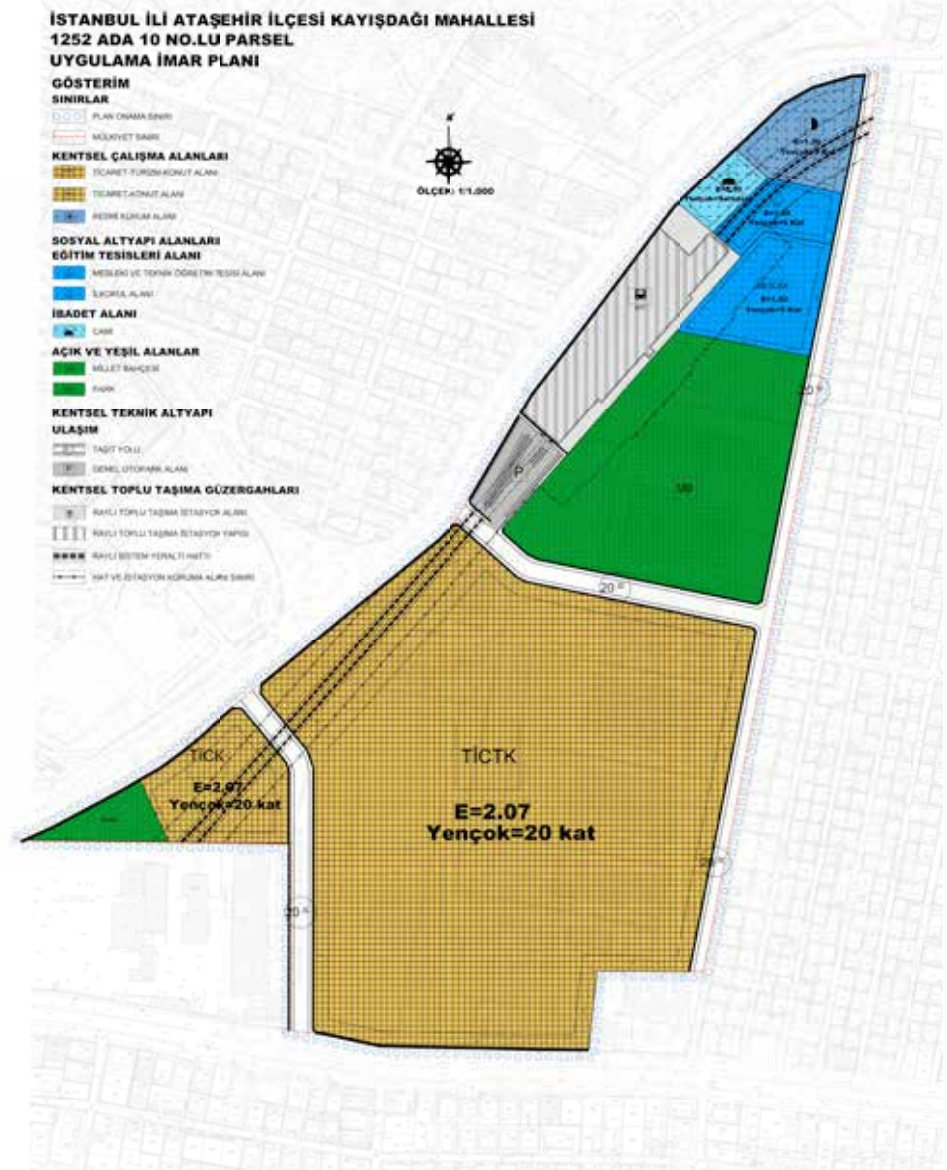 İSTANBUL İLİ ATAŞEHİR İLÇESİ KAYIŞDAĞI MAHALLESİ
1252 ADA 10 NO.LU PARSEL
UYGULAMA İMAR PLANI
GÖSTERİM
SINIRLAR
PLAN ONAMA SINIRI
MÜLKİYET SINIRI
KENTSEL ÇALIŞMA ALANLARI
TİCARET-TURİZM-KONUT ALANI
TİCARET-KONUT ALANI
RESMİ KURUM ALANI
SOSYAL ALTYAPI ALANLARI
EĞİTİM TESİSLERİ ALANI
MESLEKİ VE TEKNİK ÖĞRETİM TESİSİ ALANI
İLKOKUL ALANI
İBADET ALANI
CAMİ
AÇIK VE YEŞİL ALANLAR
MİLLET BAHÇESİ
PARK
KENTSEL TEKNİK ALTYAPI
ULAŞIM
TAŞIT YOLU
P GENEL OTOPARK ALANI
KENTSEL TOPLU TAŞIMA GÜZERGAHLARI
RAYLI TOPLU TAŞIMA İSTASYON ALANI
RAYLI TOPLU TAŞIMA İSTASYON YAPISI
RAYLI SİSTEM YERALTI HATTI
HAT VE İSTASYON KORUMA ALANI SINIRI
ÖLÇEK: 1/1.000
P
20
20
TİCK
E=2.07
Yençok=20 kat
TİCTK
E=2.07
Yençok=20 kat
20
20